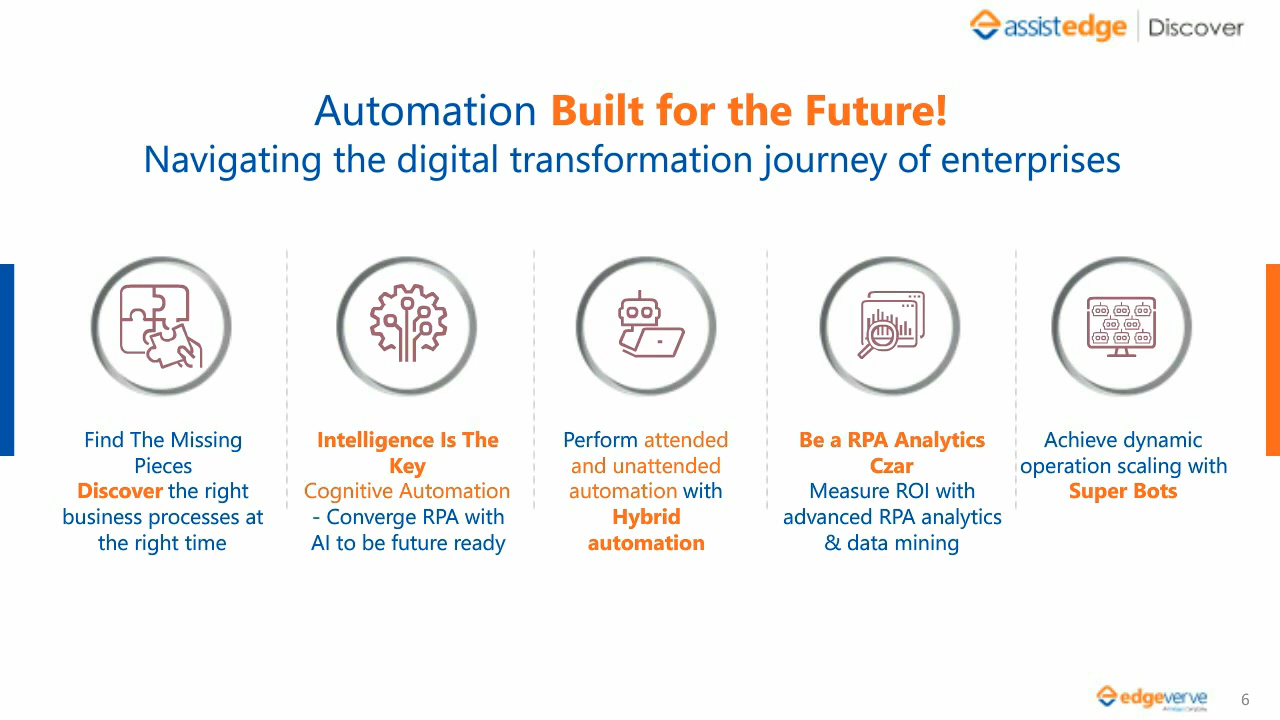 assistedge | Discover
Automation Built for the Future!
Navigating the digital transformation journey of enterprises
Find The Missing
Pieces
Discover the right
business processes at
the right time
Intelligence Is The
Key
Cognitive Automation
- Converge RPA with
AI to be future ready
Perform attended
and unattended
automation with
Hybrid
automation
Be a RPA Analytics
Czar
Measure ROI with
advanced RPA analytics
& data mining
Achieve dynamic
operation scaling with
Super Bots
edgeverve
6